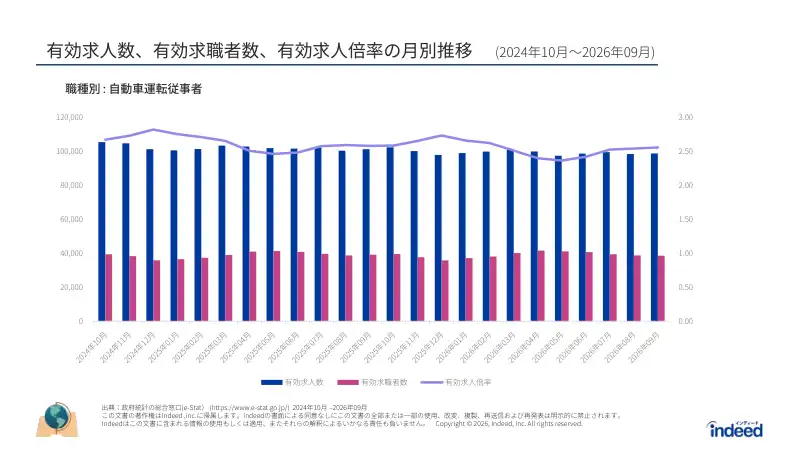 有効求人数、有効求職者数、有効求人倍率の月別推移 (2024年10月～2026年09月)
職種別 : 自動車運転従事者
120,000
100,000
80,000
60,000
40,000
20,000
0
3.00
2.50
2.00
1.50
1.00
0.50
0.00
2024年10月
2024年11月
2024年12月
2025年01月
2025年02月
2025年03月
2025年04月
2025年05月
2025年06月
2025年07月
2025年08月
2025年09月
2025年10月
2025年11月
2025年12月
2026年01月
2026年02月
2026年03月
2026年04月
2026年05月
2026年06月
2026年07月
2026年08月
2026年09月
有効求人数 有効求職者数 有効求人倍率
出典：政府統計の総合窓口(e-Stat) (https://www.e-stat.go.jp/) 2024年10月 –2026年09月
この文書の著作権はIndeed ,inc.に帰属します。Indeedの書面による同意なしにこの文書の全部または一部の使用、改変、複製、再送信および再発表は明示的に禁止されます。
Indeedはこの文書に含まれる情報の使用もしくは適用、またそれらの解釈によるいかなる責任も負いません。 Copyright © 2026, Indeed, Inc. All rights reserved.
インディード
indeed